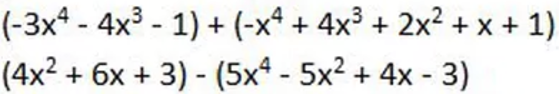 (-3x⁴ - 4x³ - 1) + (-x⁴ + 4x³ + 2x² + x + 1)
(4x² + 6x + 3) - (5x⁴ - 5x² + 4x - 3)